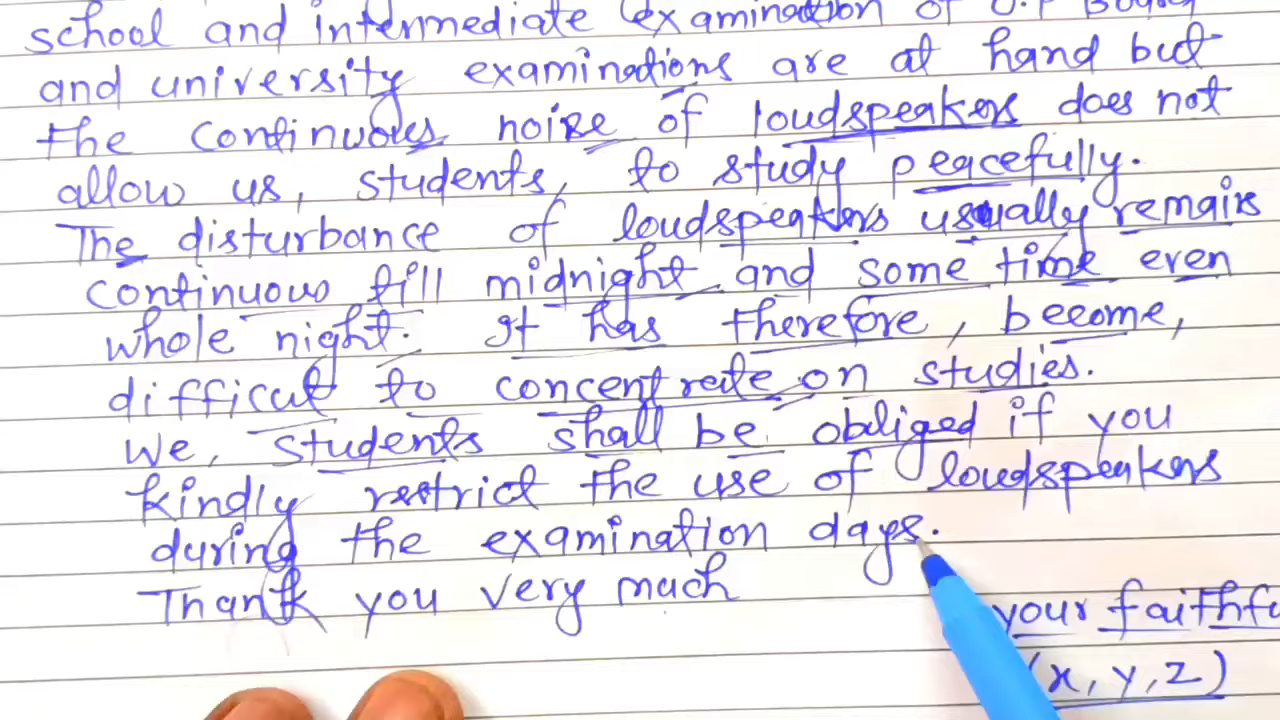 school and intermediate examination of U.P Board
and university examinations are at hand but
the continuous noise of loudspeakers does not
allow us, students, to study peacefully.
The disturbance of loudspeakers usually remains
continuous till midnight and some time even
whole night. It has therefore, become,
difficult to concentrate on studies.
We, students shall be obliged if you
kindly restrict the use of loudspeakers
during the examination days.
Thank you very much
your faithfu
(x, y, z)